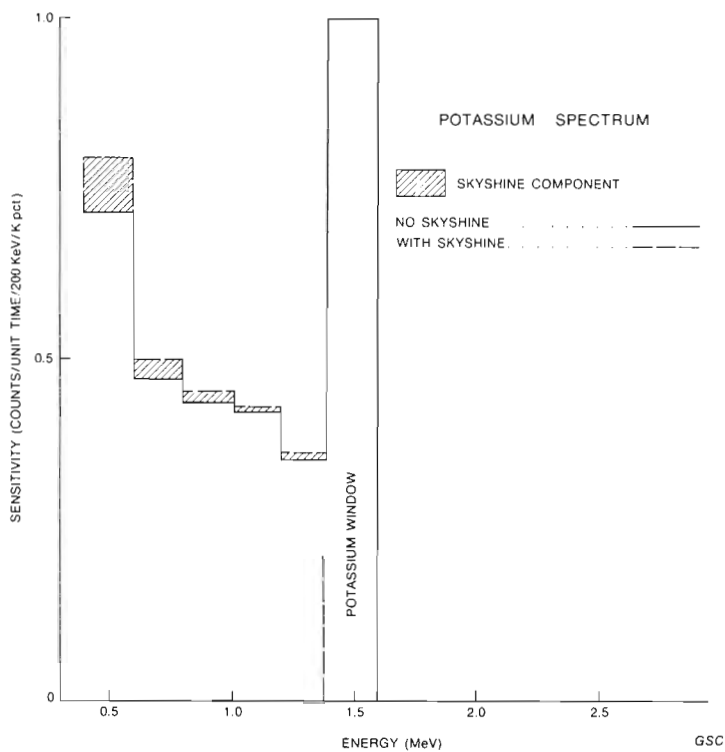 1.0
POTASSIUM SPECTRUM
SKYSHINE COMPONENT
NO SKYSHINE
WITH SKYSHINE
0.5
SENSITIVITY (COUNTS/UNIT TIME/200 KeV/K pct)
POTASSIUM WINDOW
0
0.5 1.0 1.5 2.0 2.5
ENERGY (MeV)
GSC